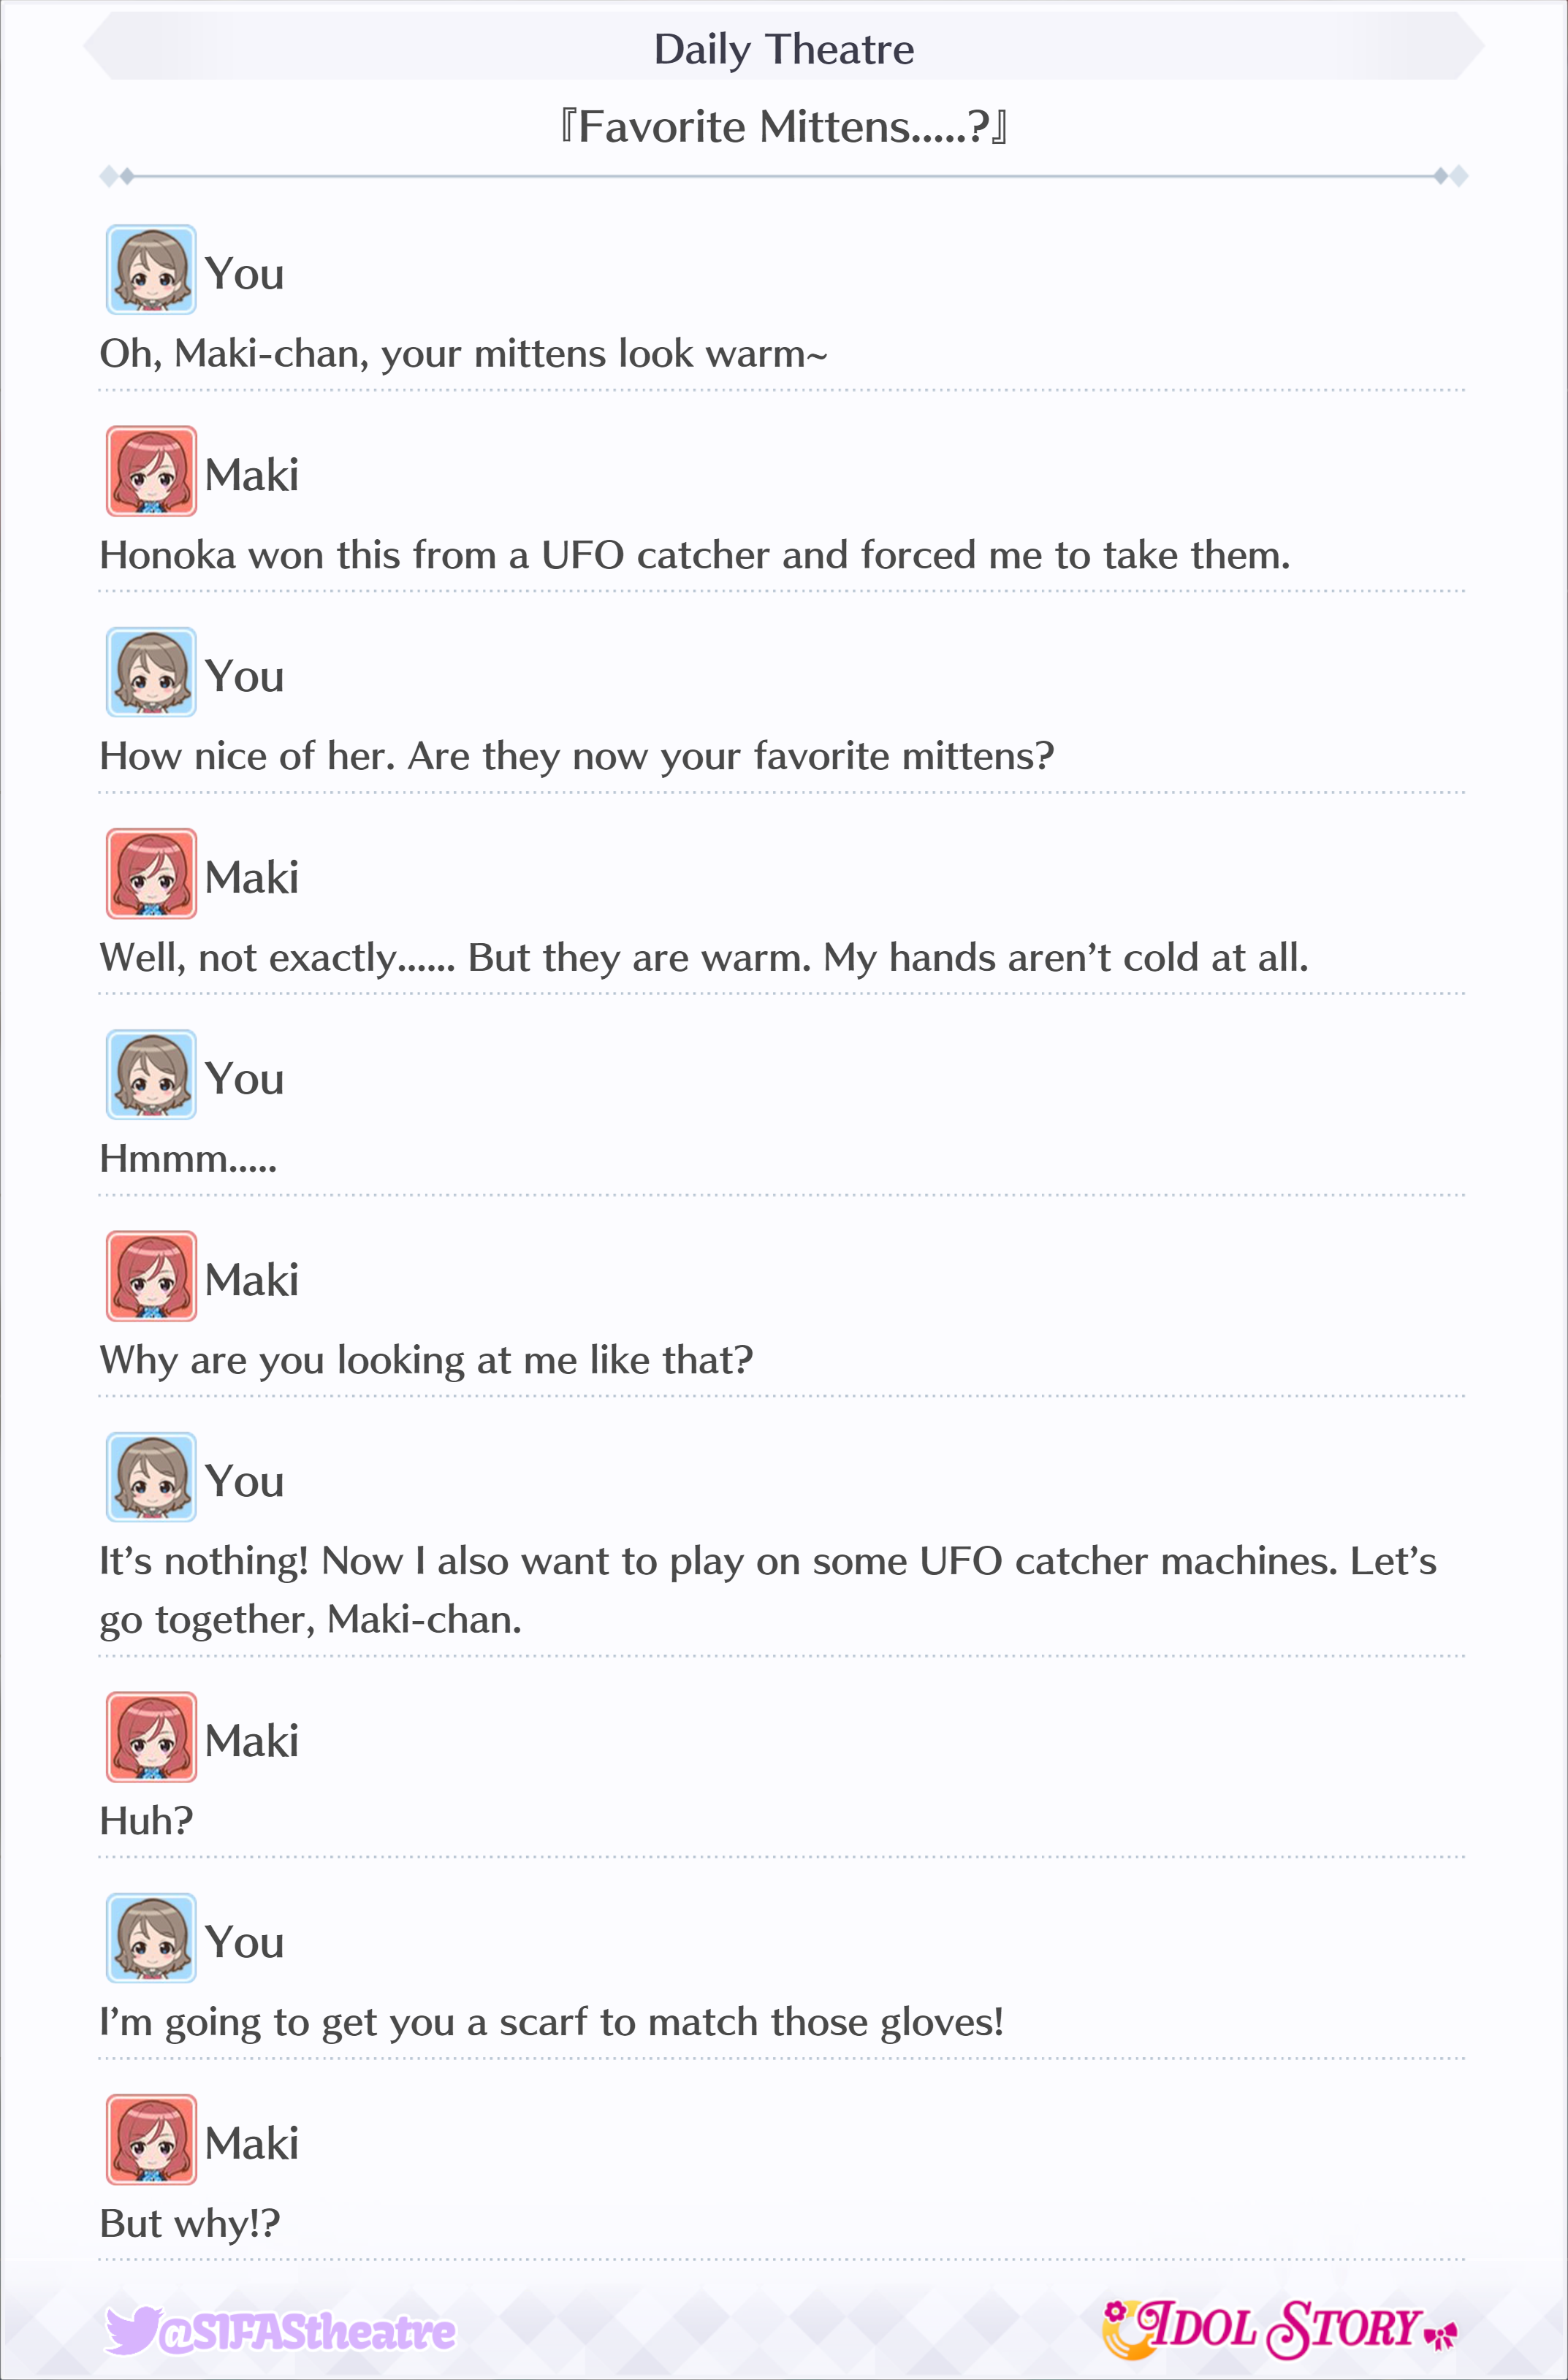 Daily Theatre
『Favorite Mittens.....?』
You
Oh, Maki-chan, your mittens look warm~
Maki
Honoka won this from a UFO catcher and forced me to take them.
You
How nice of her. Are they now your favorite mittens?
Maki
Well, not exactly...... But they are warm. My hands aren’t cold at all.
You
Hmmm.....
Maki
Why are you looking at me like that?
You
It’s nothing! Now I also want to play on some UFO catcher machines. Let’s
go together, Maki-chan.
Maki
Huh?
You
I’m going to get you a scarf to match those gloves!
Maki
But why!?
@SIFAStheatre
IDOL STORY